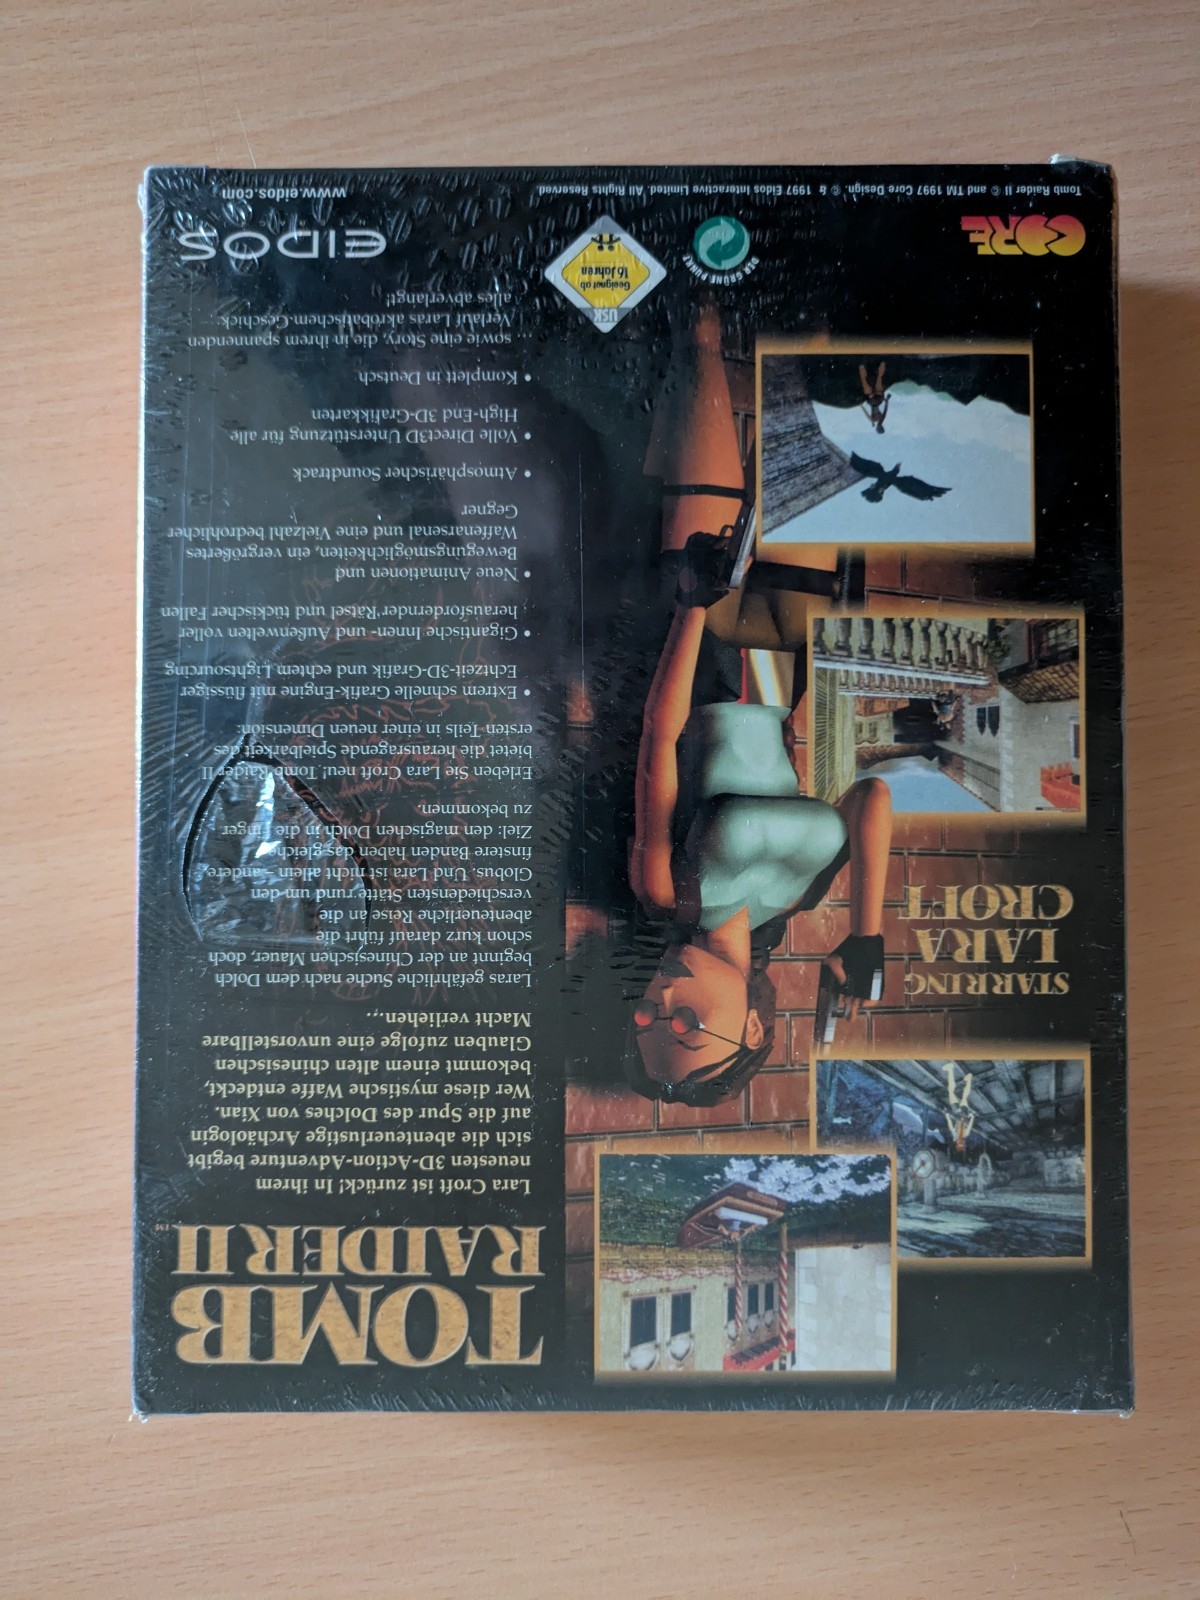 TOMB
RAIDER II™
Lara Croft ist zurück! In ihrem
neuesten 3D-Action-Adventure begibt
sich die abenteuerlustige Archäologin
auf die Spur des Dolches von Xian.
Wer diese mystische Waffe entdeckt,
bekommt einem alten chinesischen
Glauben zufolge eine unvorstellbare
Macht verliehen...
Laras gefährliche Suche nach dem Dolch
beginnt an der Chinesischen Mauer, doch
schon kurz darauf führt die
abenteuerliche Reise an die
verschiedensten Stätte rund um den
Globus. Und Lara ist nicht allein – andere,
finstere Banden haben das gleiche
Ziel: den magischen Dolch in die Finger
zu bekommen.
Erleben Sie Lara Croft neu! Tomb Raider II
bietet die herausragende Spielbarkeit des
ersten Teils in einer neuen Dimension:
• Extrem schnelle Grafik-Engine mit flüssiger
Echtzeit-3D-Grafik und echtem Lightsourcing
• Gigantische Innen- und Außenwelten voller
herausfordernder Rätsel und tückischer Fallen
• Neue Animationen und
Bewegungsmöglichkeiten, ein vergrößertes
Waffenarsenal und eine Vielzahl bedrohlicher
Gegner
• Atmosphärischer Soundtrack
• Volle Direct3D Unterstützung für alle
High-End 3D-Grafikkarten
• Komplett in Deutsch
... sowie eine Story, die in ihrem spannenden
Verlauf Laras akrobatischem Geschick
alles abverlangt!
STARRING
LARA
CROFT
CORE
DER GRÜNE PUNKT
USK
Geeignet ab
16 Jahren
EIDOS
Tomb Raider II © and TM 1997 Core Design. © & © 1997 Eidos Interactive Limited. All Rights Reserved.
www.eidos.com